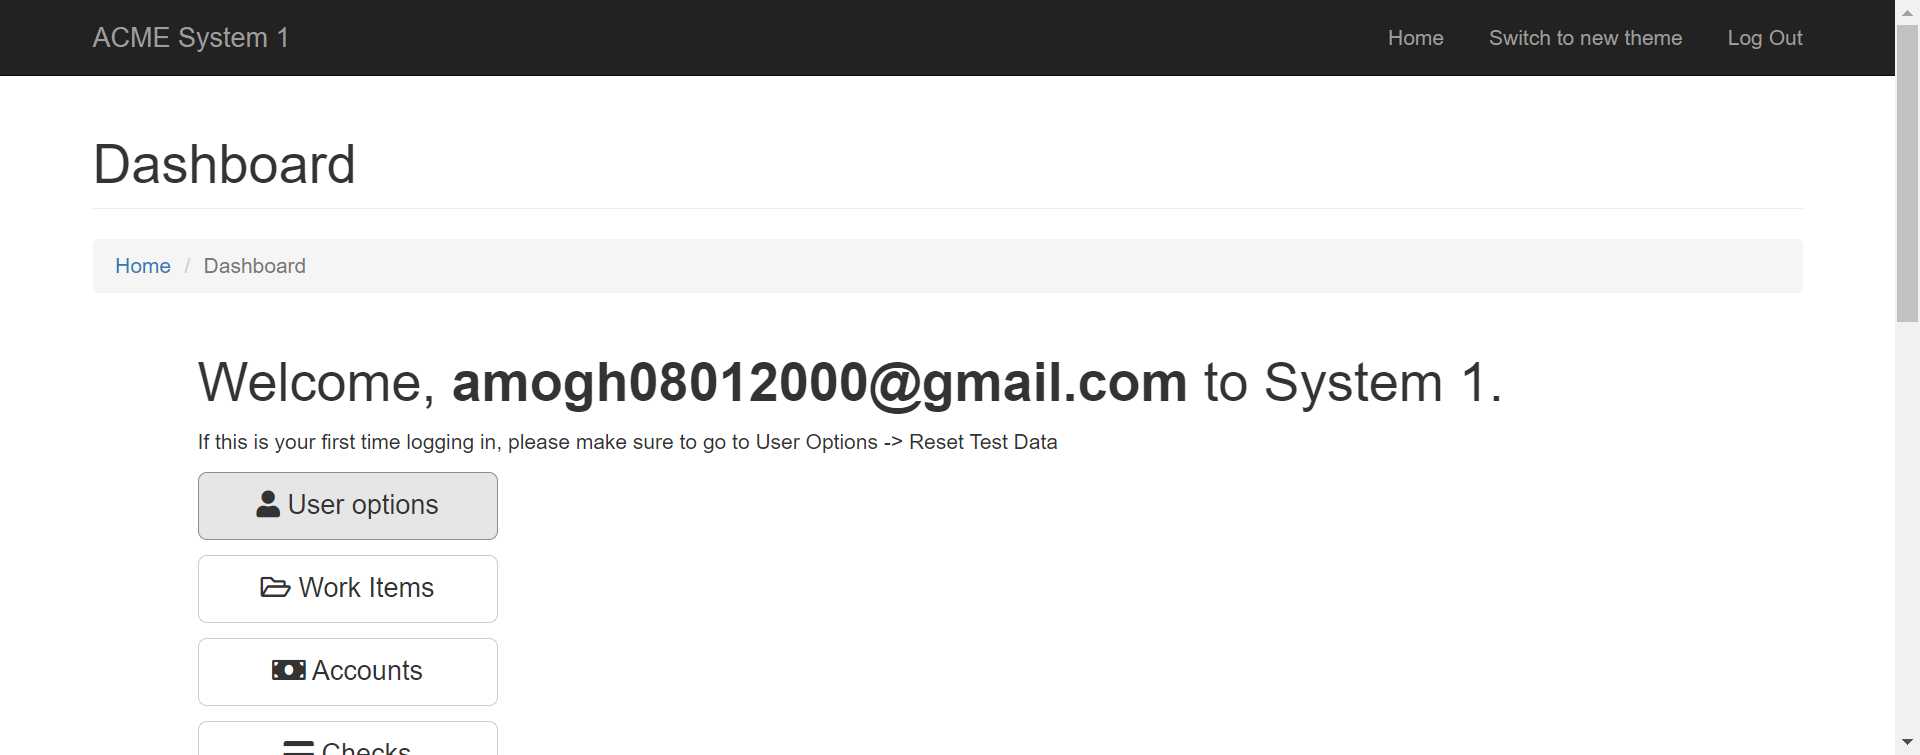 ACME System 1
Home
Switch to new theme
Log Out
Dashboard
Home / Dashboard
Welcome, amogh08012000@gmail.com to System 1.
If this is your first time logging in, please make sure to go to User Options -> Reset Test Data
User options
Work Items
Accounts
Checks